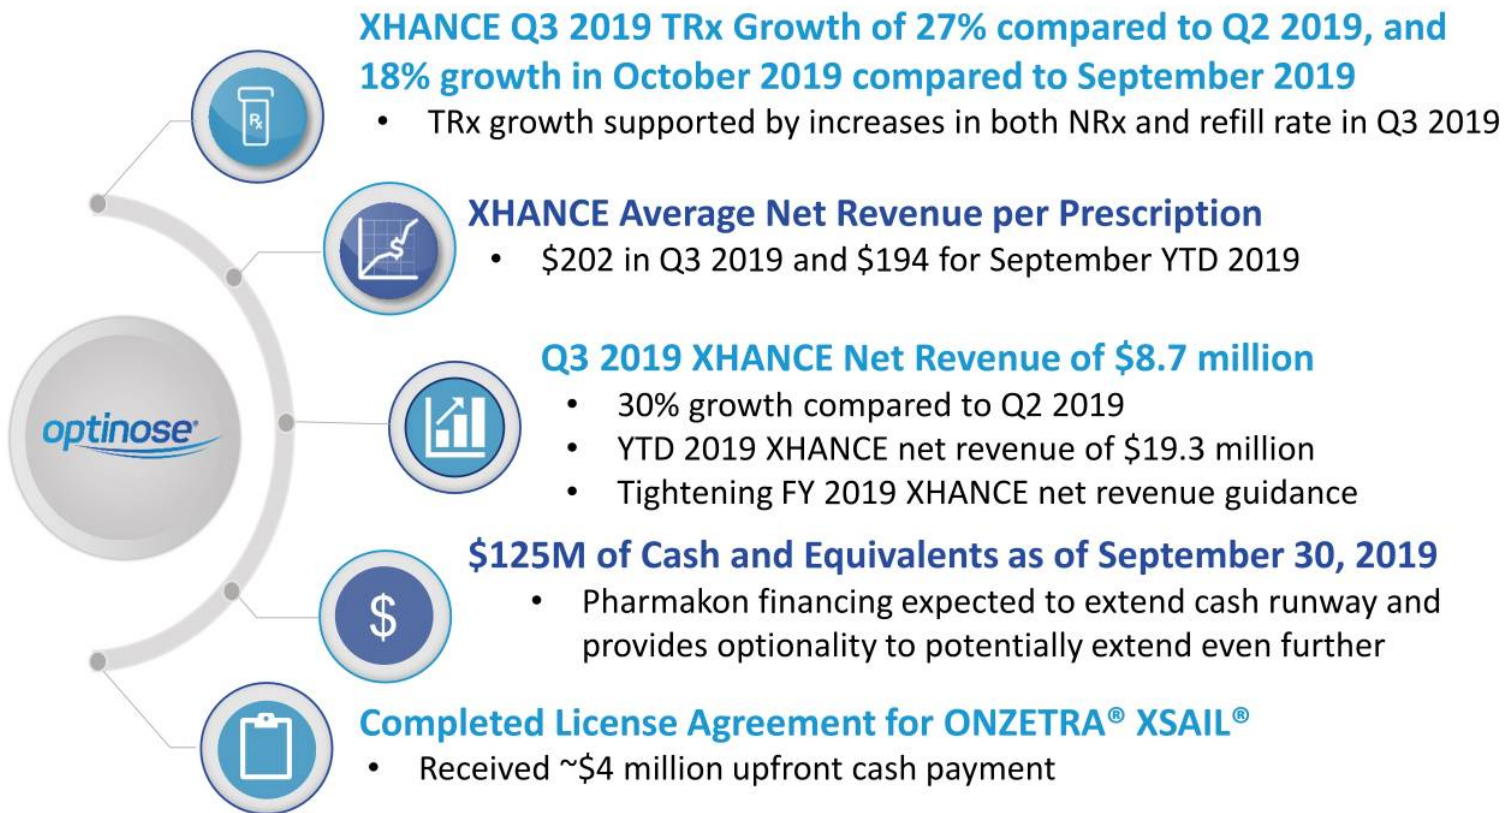 XHANCE Q3 2019 TRx Growth of 27% compared to Q2 2019, and
18% growth in October 2019 compared to September 2019
• TRx growth supported by increases in both NRx and refill rate in Q3 2019
Rx
XHANCE Average Net Revenue per Prescription
• $202 in Q3 2019 and $194 for September YTD 2019
$
Q3 2019 XHANCE Net Revenue of $8.7 million
• 30% growth compared to Q2 2019
• YTD 2019 XHANCE net revenue of $19.3 million
• Tightening FY 2019 XHANCE net revenue guidance
optinose
$125M of Cash and Equivalents as of September 30, 2019
• Pharmakon financing expected to extend cash runway and
provides optionality to potentially extend even further
$
Completed License Agreement for ONZETRA® XSAIL®
• Received ~$4 million upfront cash payment